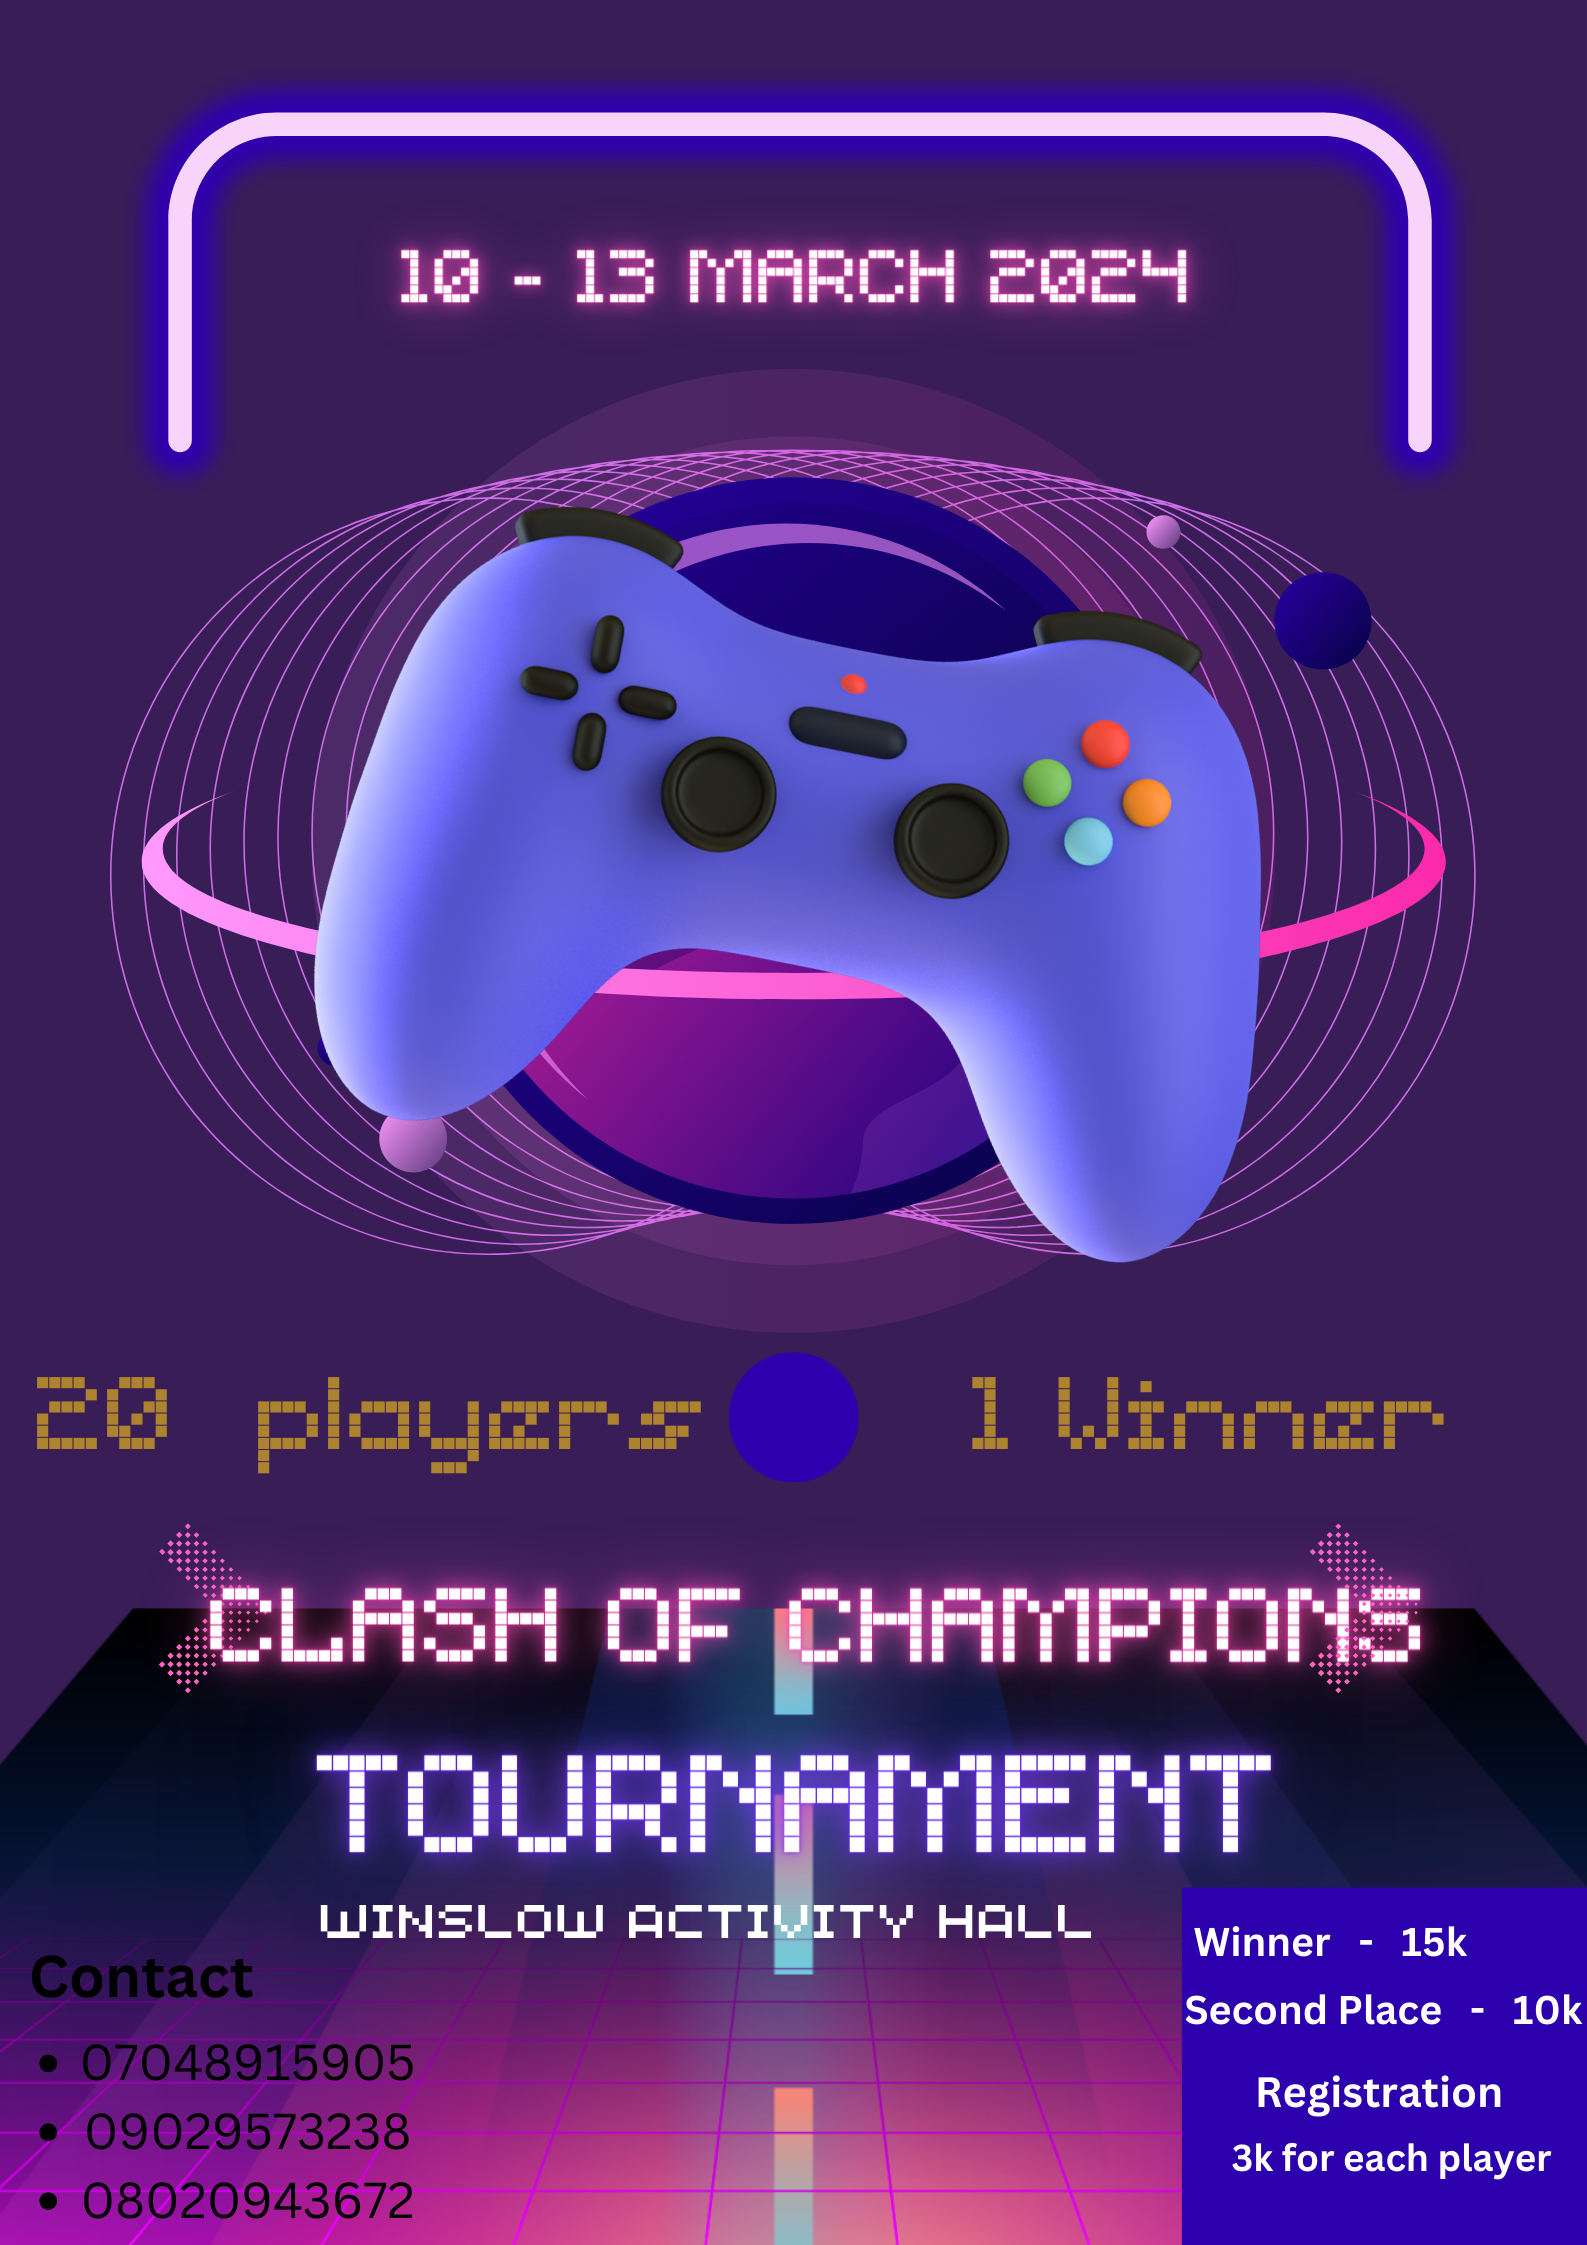 10 - 13 MARCH 2024
20 players 1 Winner
CLASH OF CHAMPIONS
TOURNAMENT
WINSLOW ACTIVITY HALL
Contact
• 07048915905
• 09029573238
• 08020943672
Winner - 15k
Second Place - 10k
Registration
3k for each player